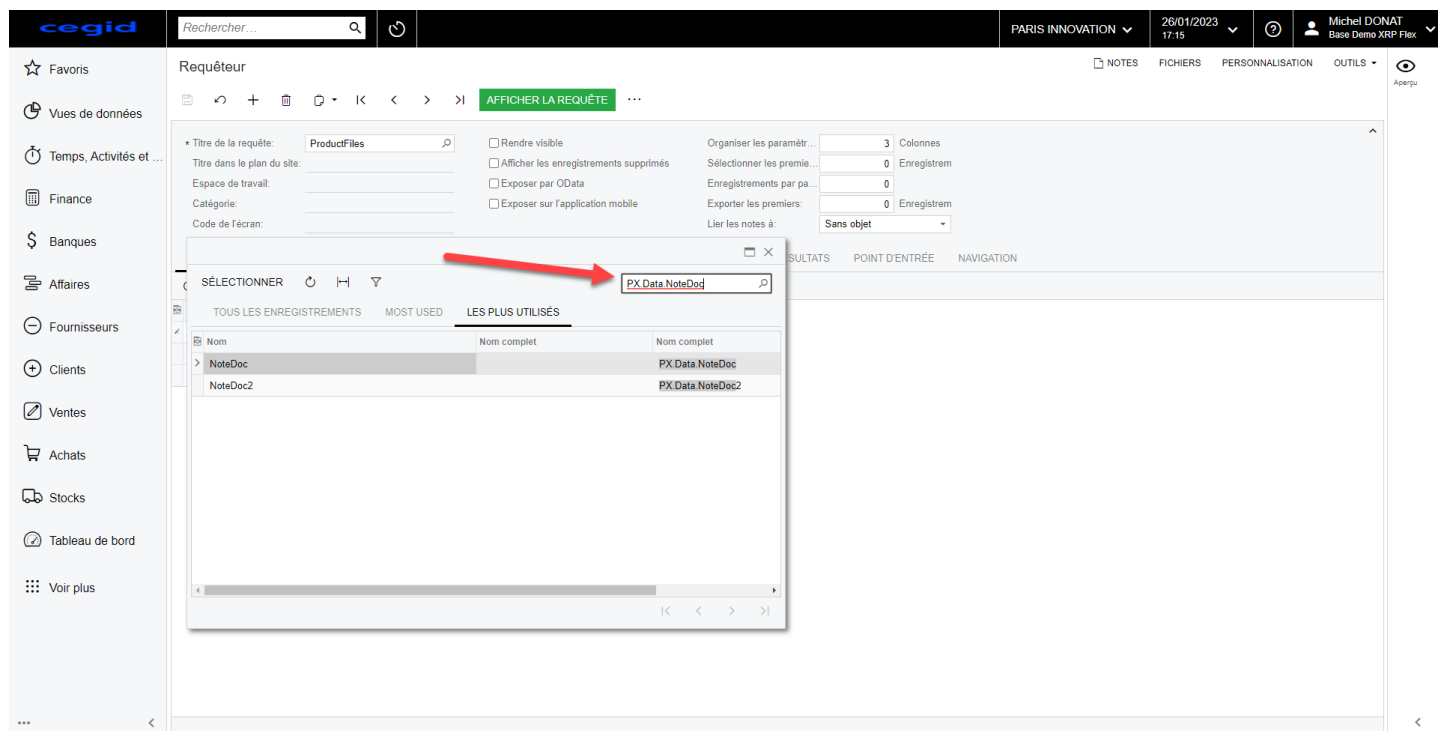 cegid
Rechercher...
PARIS INNOVATION
26/01/2023
17:15
Michel DONAT
Base Demo XRP Flex
Favoris
Vues de données
Temps, Activités et ...
Finance
Banques
Affaires
Fournisseurs
Clients
Ventes
Achats
Stocks
Tableau de bord
Voir plus
Requêteur
NOTES FICHIERS PERSONNALISATION OUTILS
Aperçu
AFFICHER LA REQUÊTE
* Titre de la requête: ProductFiles
Titre dans le plan du site:
Espace de travail:
Catégorie:
Code de l'écran:
Rendre visible
Afficher les enregistrements supprimés
Exposer par OData
Exposer sur l'application mobile
Organiser les paramètr... 3 Colonnes
Sélectionner les premie... 0 Enregistrem
Enregistrements par pa... 0
Exporter les premiers: 0 Enregistrem
Lier les notes à: Sans objet
SULTATS POINT D'ENTRÉE NAVIGATION
SÉLECTIONNER PX.Data.NoteDoc
TOUS LES ENREGISTREMENTS MOST USED LES PLUS UTILISÉS
Nom Nom complet Nom complet
NoteDoc PX.Data.NoteDoc
NoteDoc2 PX.Data.NoteDoc2